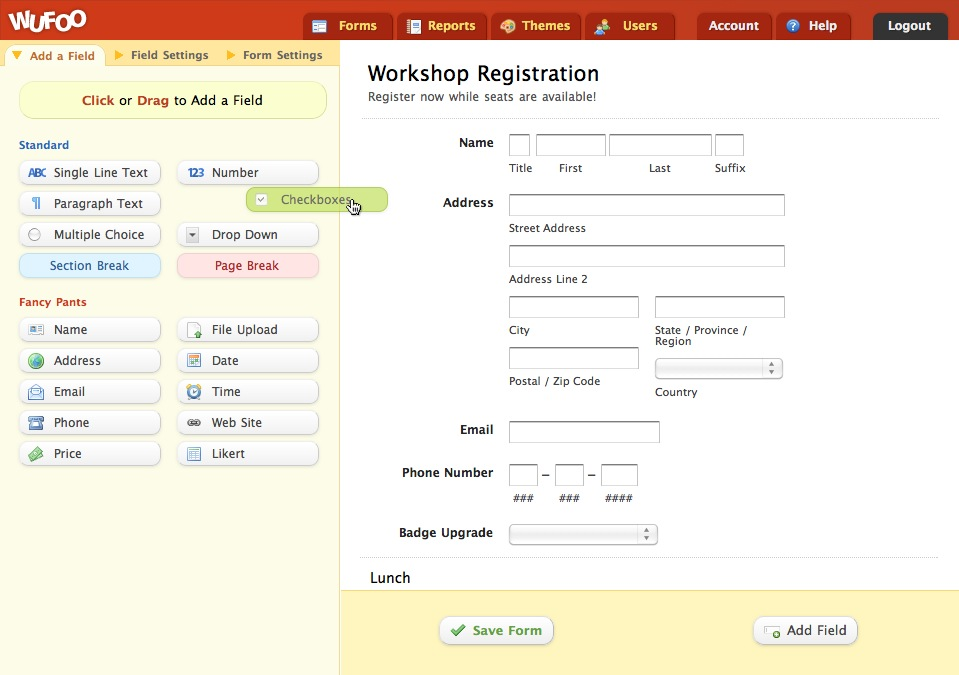 WUFOO
Forms
Reports
Themes
Users
Account
Help
Logout
Add a Field
Field Settings
Form Settings
Click or Drag to Add a Field
Standard
ABC Single Line Text
123 Number
Paragraph Text
Checkboxes
Multiple Choice
Drop Down
Section Break
Page Break
Fancy Pants
Name
File Upload
Address
Date
Email
Time
Phone
Web Site
Price
Likert
Workshop Registration
Register now while seats are available!
Name
Title First Last Suffix
Address
Street Address
Address Line 2
City
State / Province /
Region
Postal / Zip Code
Country
Email
Phone Number
– –
### ### ####
Badge Upgrade
Lunch
Save Form
Add Field